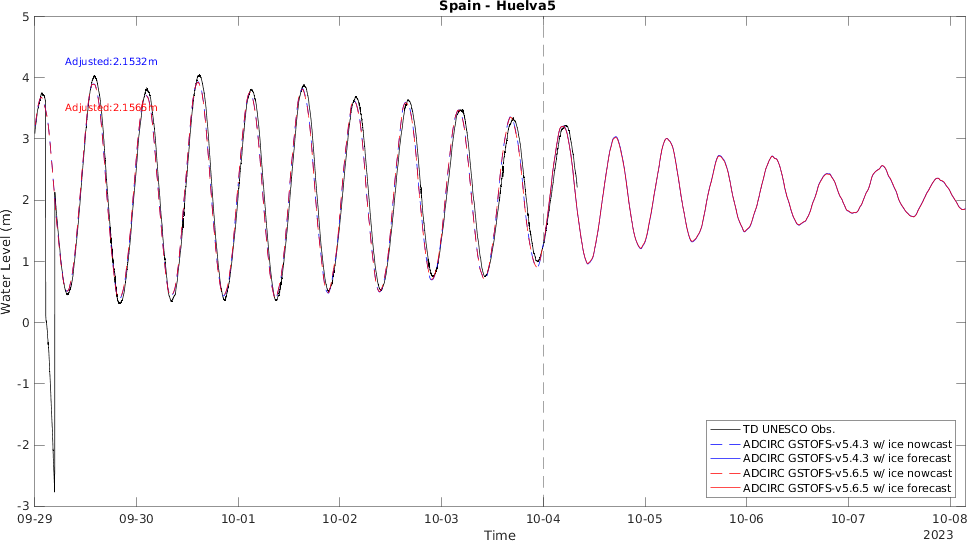 Spain - Huelva5
5
4
3
2
1
0
-1
-2
-3
Water Level (m)
Adjusted:2.1532m
Adjusted:2.1565m
TD UNESCO Obs.
ADCIRC GSTOFS-v5.4.3 w/ ice nowcast
ADCIRC GSTOFS-v5.4.3 w/ ice forecast
ADCIRC GSTOFS-v5.6.5 w/ ice nowcast
ADCIRC GSTOFS-v5.6.5 w/ ice forecast
09-29 09-30 10-01 10-02 10-03 10-04 10-05 10-06 10-07 10-08
2023
Time